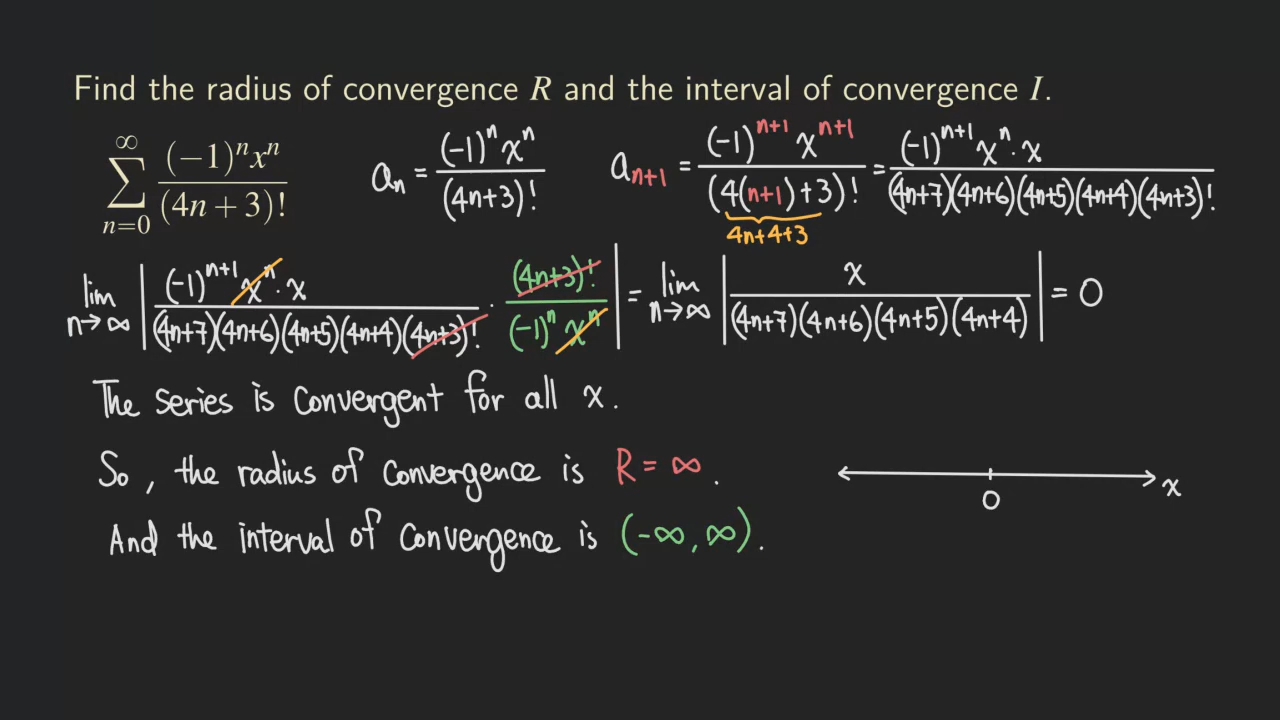 Find the radius of convergence R and the interval of convergence I.
∑_{n=0}^{∞} (-1)^n x^n / (4n + 3)!   a_n = (-1)^n x^n / (4n+3)!   a_{n+1} = (-1)^{n+1} x^{n+1} / (4(n+1)+3)! = (-1)^{n+1} x^n · x / (4n+7)(4n+6)(4n+5)(4n+4)(4n+3)!
4n+4+3
lim_{n→∞} | (-1)^{n+1} x^n · x / (4n+7)(4n+6)(4n+5)(4n+4)(4n+3)! · (4n+3)! / (-1)^n x^n | = lim_{n→∞} | x / (4n+7)(4n+6)(4n+5)(4n+4) | = 0
The series is convergent for all x.
So, the radius of convergence is R = ∞.
0 x
And the interval of convergence is (-∞, ∞).